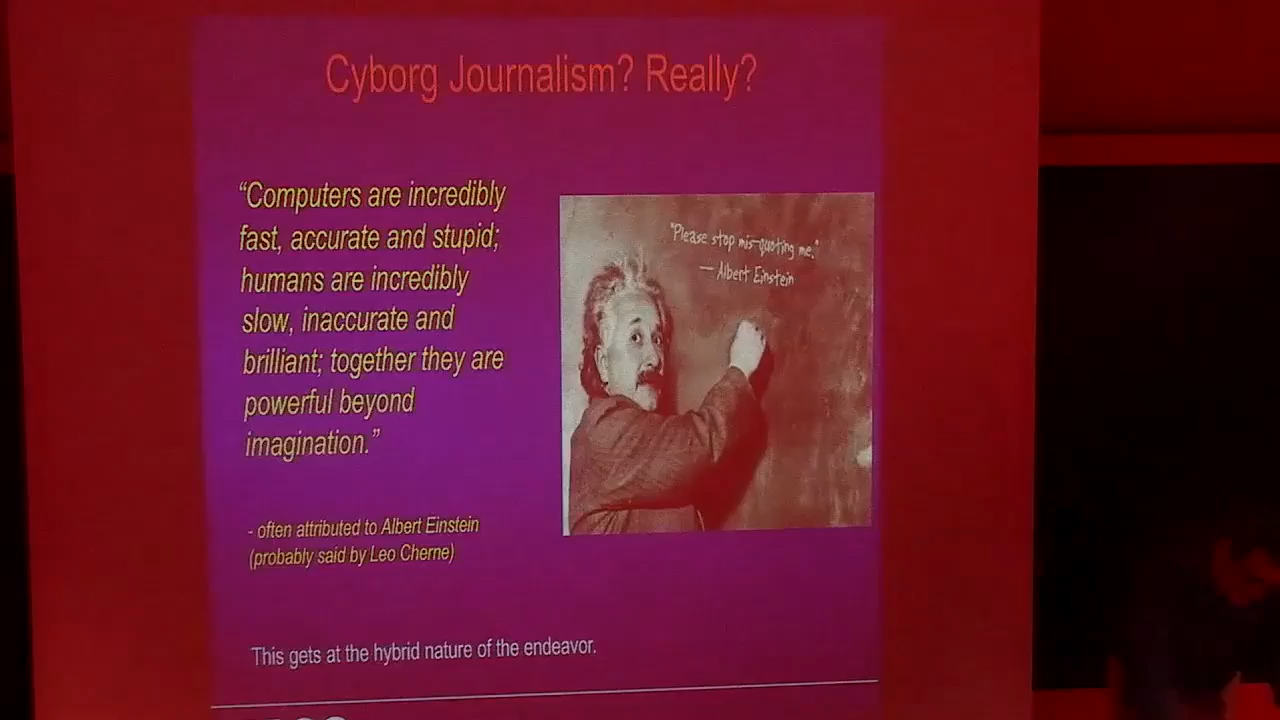 Cyborg Journalism? Really?
“Computers are incredibly
fast, accurate and stupid;
humans are incredibly
slow, inaccurate and
brilliant; together they are
powerful beyond
imagination.”
- often attributed to Albert Einstein
(probably said by Leo Cherne)
"Please stop mis-quoting me."
— Albert Einstein
This gets at the hybrid nature of the endeavor.